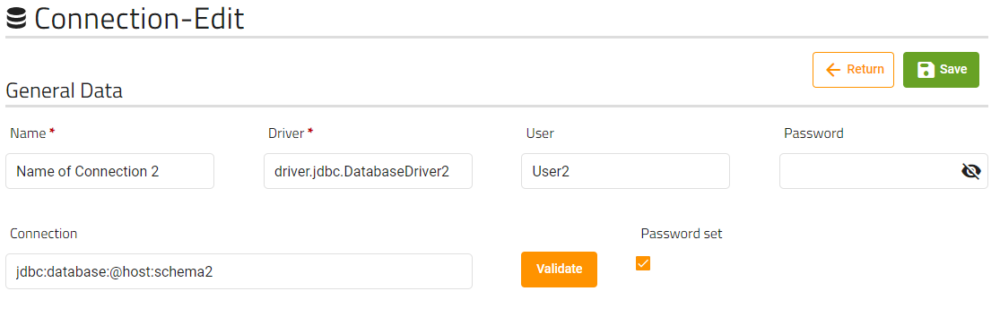 Connection-Edit
Return
Save
General Data
Name *
Driver *
User
Password
Name of Connection 2
driver.jdbc.DatabaseDriver2
User2
Connection
Password set
jdbc:database:@host:schema2
Validate